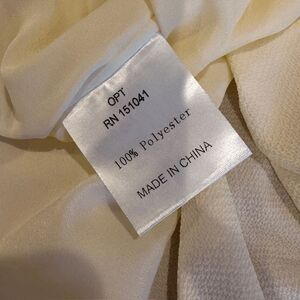 OPT
RN 151041
100% Polyester
MADE IN CHINA